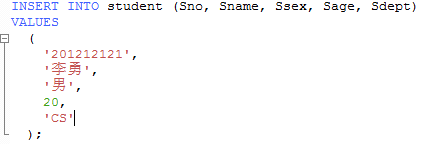 INSERT INTO student (Sno, Sname, Ssex, Sage, Sdept)
VALUES
(
'201212121',
'李勇',
'男',
20,
'CS'
);